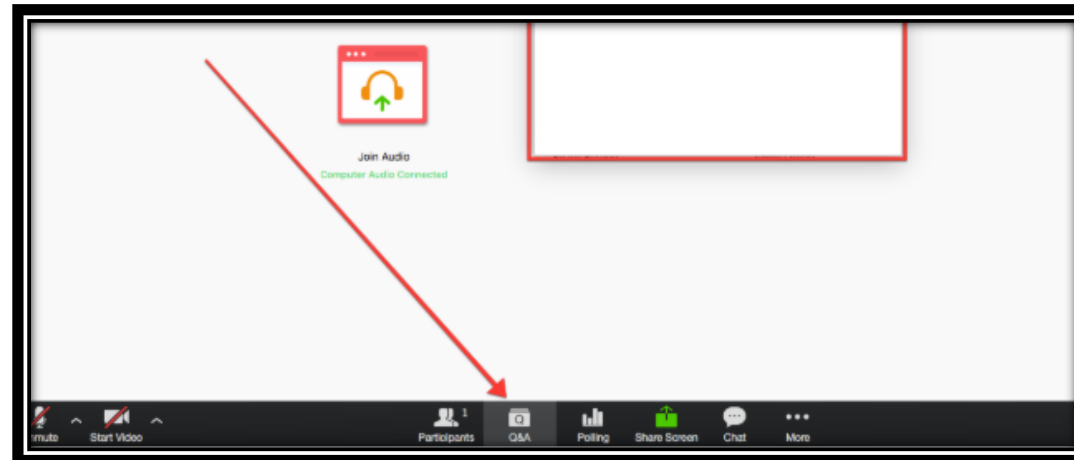 Join Audio
Computer Audio Connected
1
nmute Start Video Participants Q&A Polling Share Screen Chat More